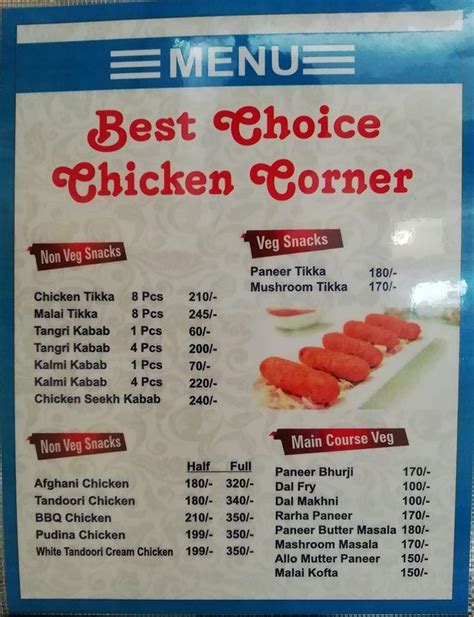 MENU
Best Choice
Chicken Corner
Non Veg Snacks
Chicken Tikka 8 Pcs 210/-
Malai Tikka 8 Pcs 245/-
Tangri Kabab 1 Pcs 60/-
Tangri Kabab 4 Pcs 200/-
Kalmi Kabab 1 Pcs 70/-
Kalmi Kabab 4 Pcs 220/-
Chicken Seekh Kabab 240/-
Veg Snacks
Paneer Tikka 180/-
Mushroom Tikka 170/-
Non Veg Snacks
Half Full
Afghani Chicken 180/- 320/-
Tandoori Chicken 180/- 340/-
BBQ Chicken 210/- 350/-
Pudina Chicken 199/- 350/-
White Tandoori Cream Chicken 199/- 350/-
Main Course Veg
Paneer Bhurji 170/-
Dal Fry 100/-
Dal Makhni 100/-
Rarha Paneer 170/-
Paneer Butter Masala 180/-
Mashroom Masala 170/-
Allo Mutter Paneer 150/-
Malai Kofta 150/-